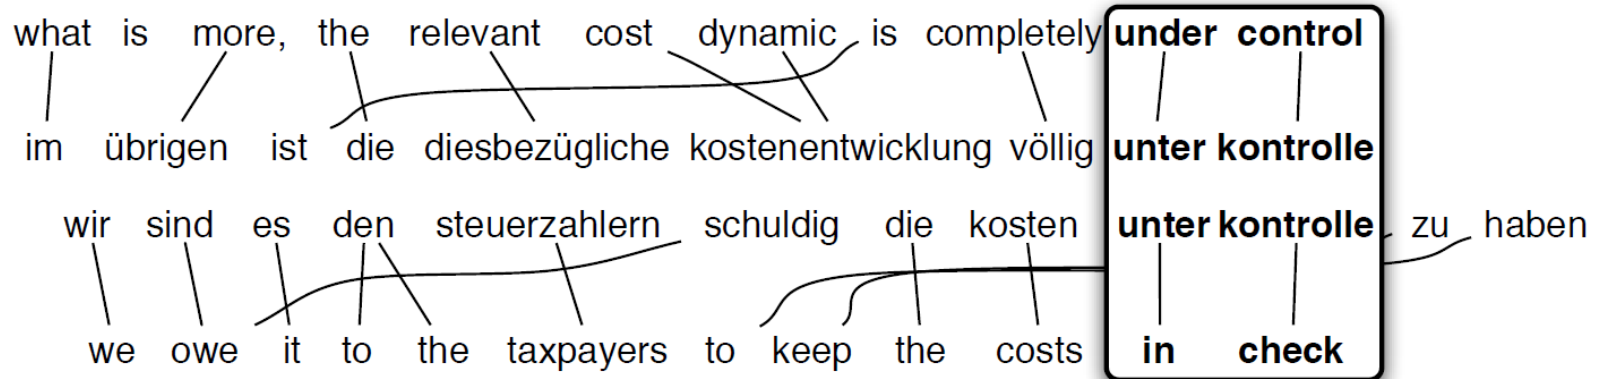 what is more, the relevant cost dynamic is completely under control
im übrigen ist die diesbezügliche kostenentwicklung völlig unter kontrolle
wir sind es den steuerzahlern schuldig die kosten unter kontrolle zu haben
we owe it to the taxpayers to keep the costs in check